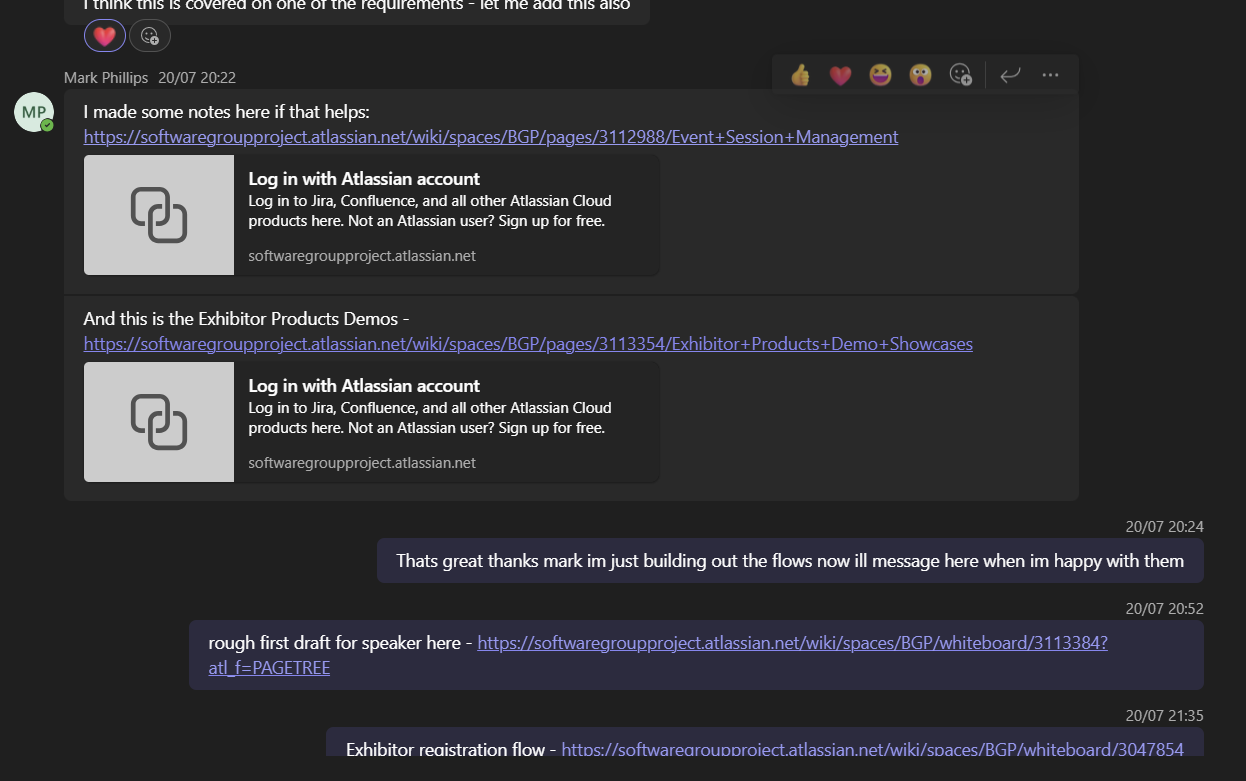 I think this is covered on one of the requirements - let me add this also
Mark Phillips 20/07 20:22
MP
I made some notes here if that helps:
https://softwaregroupproject.atlassian.net/wiki/spaces/BGP/pages/3112988/Event+Session+Management
Log in with Atlassian account
Log in to Jira, Confluence, and all other Atlassian Cloud
products here. Not an Atlassian user? Sign up for free.
softwaregroupproject.atlassian.net
And this is the Exhibitor Products Demos -
https://softwaregroupproject.atlassian.net/wiki/spaces/BGP/pages/3113354/Exhibitor+Products+Demo+Showcases
Log in with Atlassian account
Log in to Jira, Confluence, and all other Atlassian Cloud
products here. Not an Atlassian user? Sign up for free.
softwaregroupproject.atlassian.net
20/07 20:24
Thats great thanks mark im just building out the flows now ill message here when im happy with them
20/07 20:52
rough first draft for speaker here - https://softwaregroupproject.atlassian.net/wiki/spaces/BGP/whiteboard/3113384?
atl_f=PAGETREE
20/07 21:35
Exhibitor registration flow - https://softwaregroupproject.atlassian.net/wiki/spaces/BGP/whiteboard/3047854